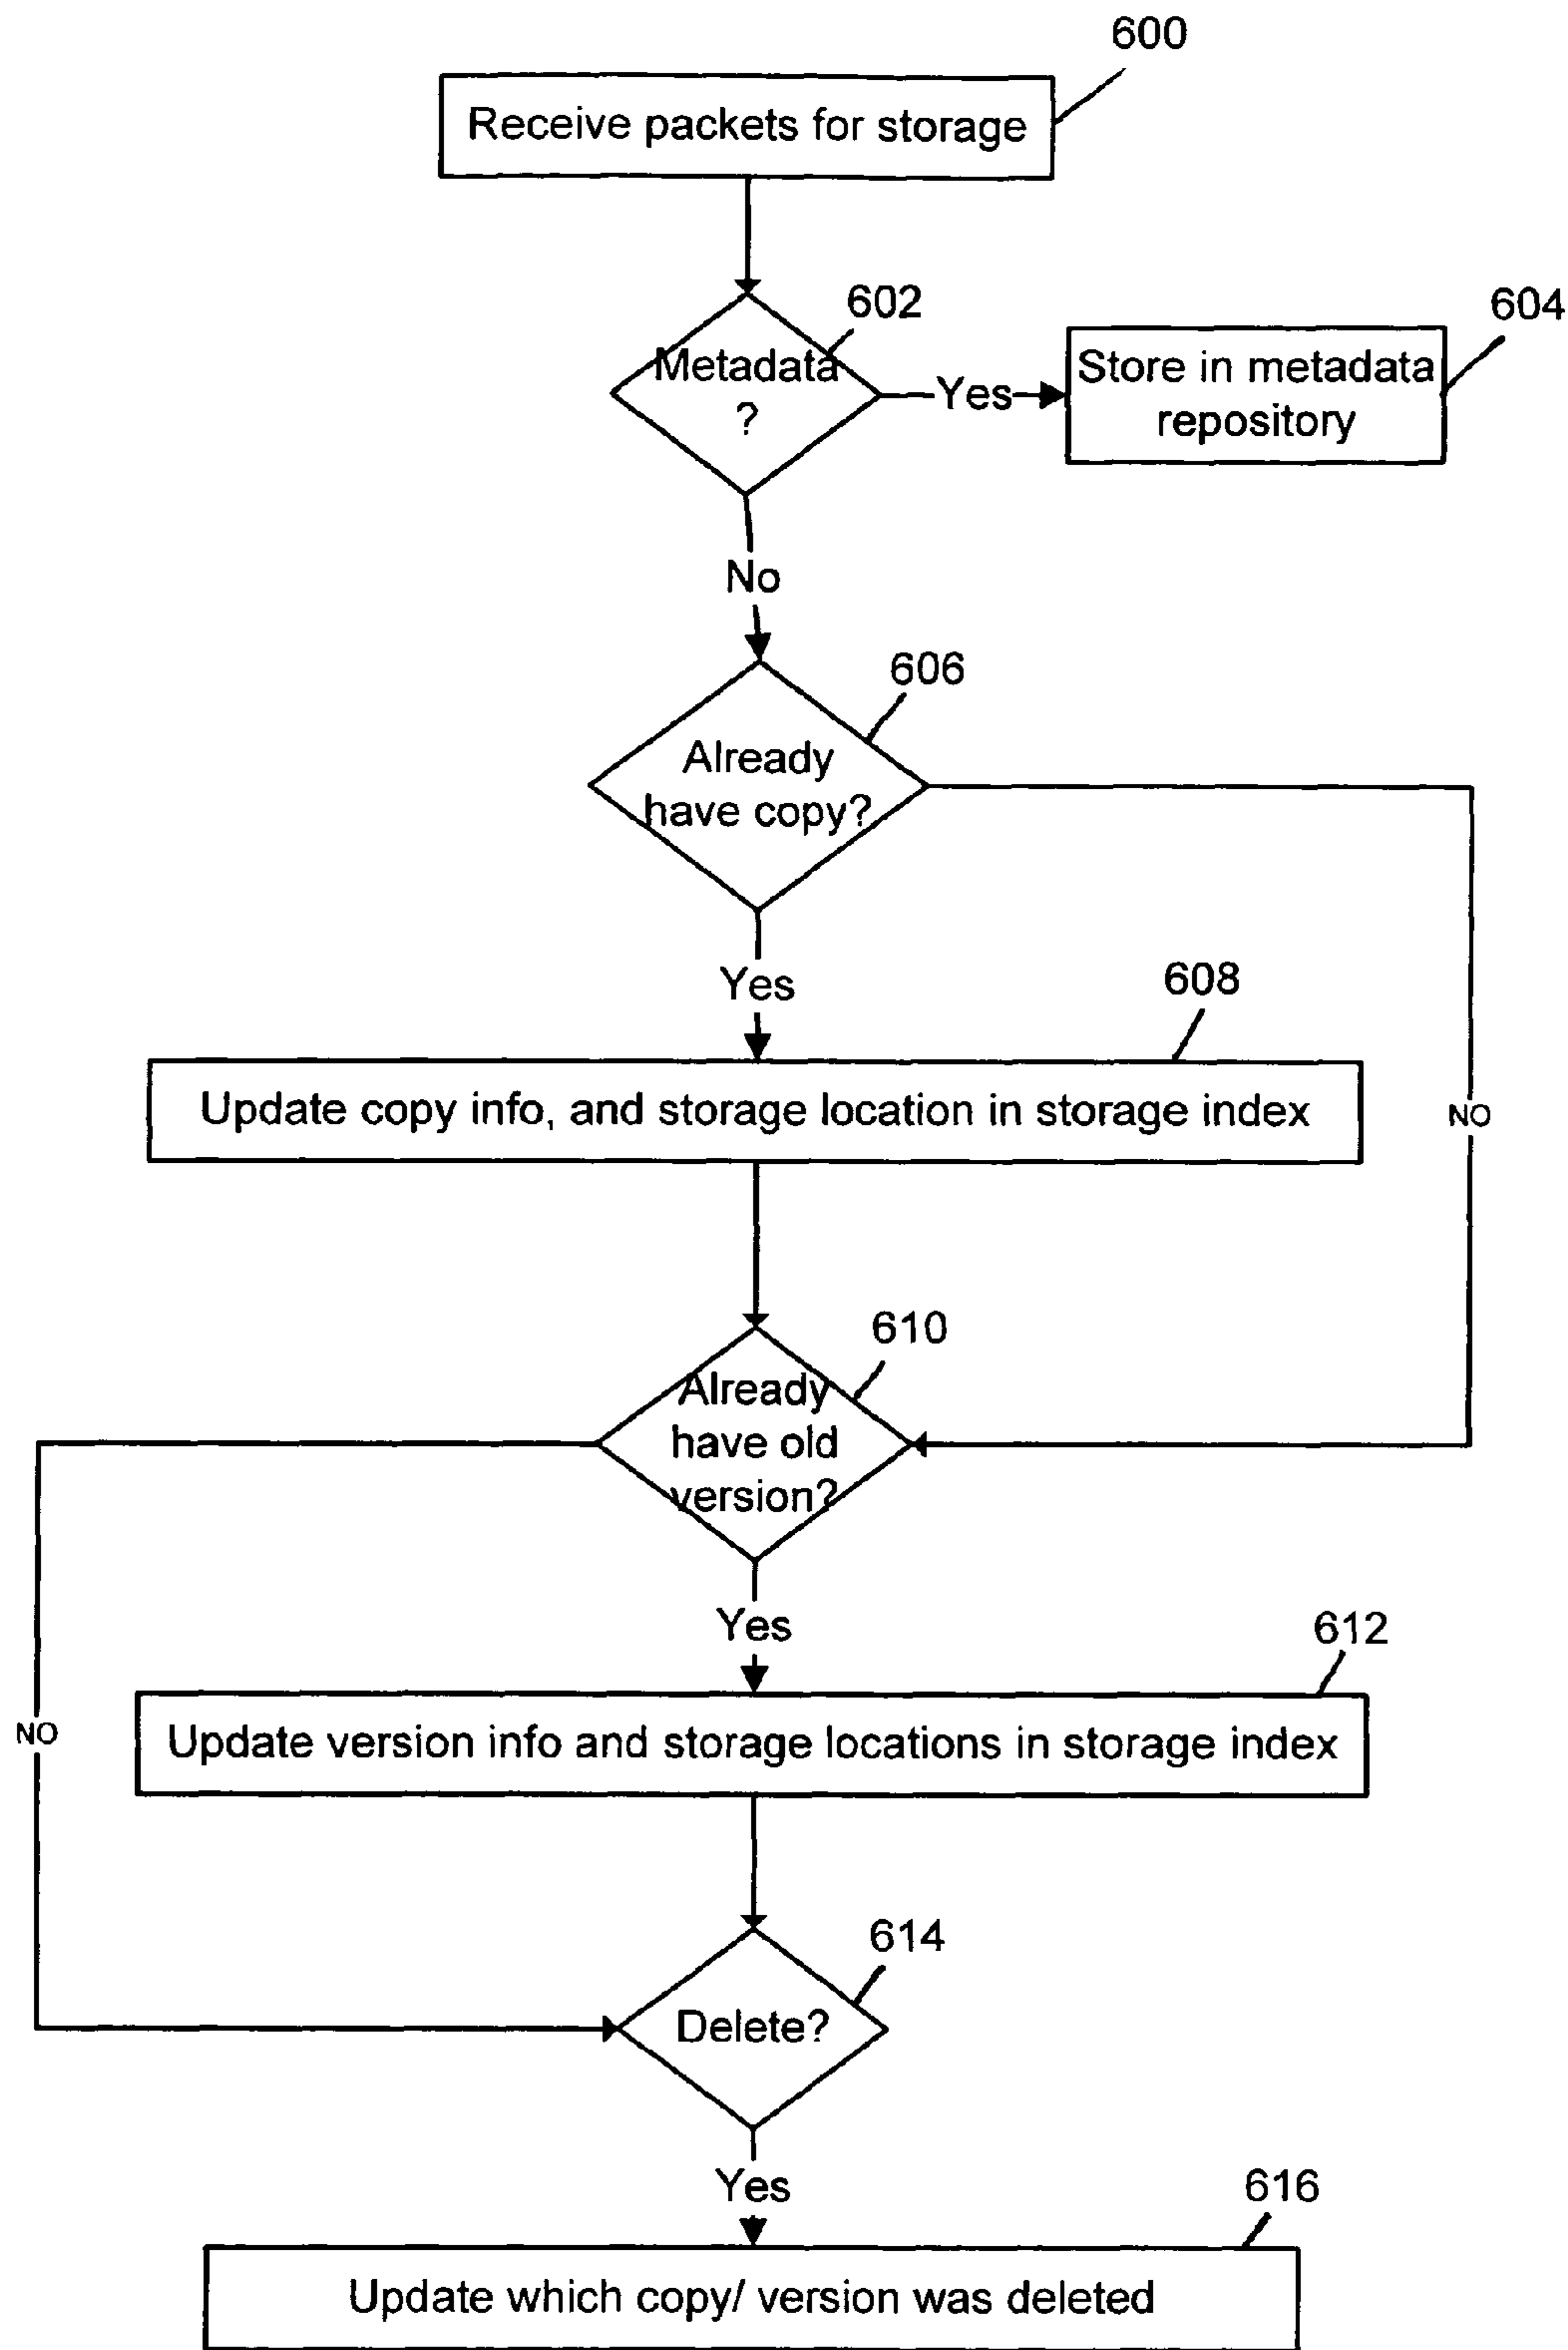 600
Receive packets for storage
602
Metadata
?
Yes
604
Store in metadata
repository
No
606
Already
have copy?
Yes
608
Update copy info, and storage location in storage index
NO
610
Already
have old
version?
Yes
612
NO
Update version info and storage locations in storage index
614
Delete?
Yes
616
Update which copy/ version was deleted